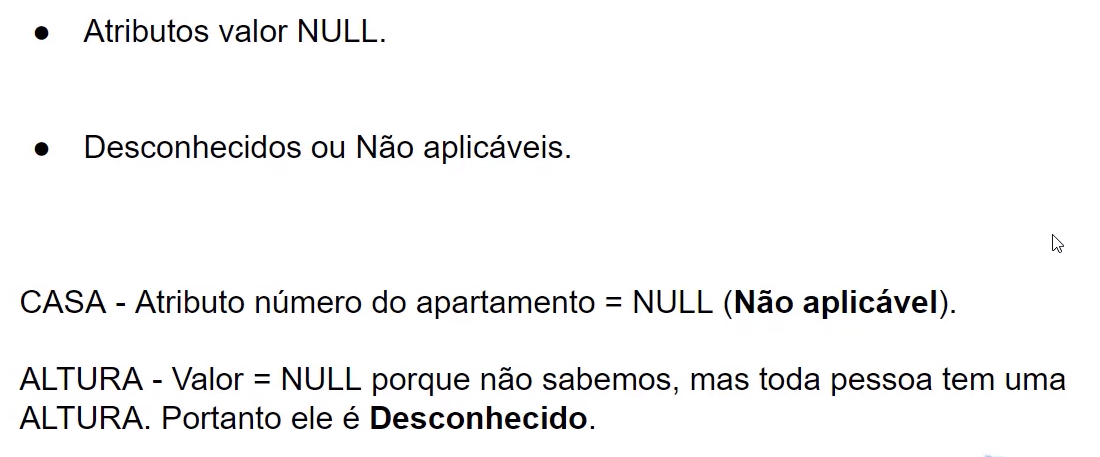 ● Atributos valor NULL.
● Desconhecidos ou Não aplicáveis.
CASA - Atributo número do apartamento = NULL (Não aplicável).
ALTURA - Valor = NULL porque não sabemos, mas toda pessoa tem uma
ALTURA. Portanto ele é Desconhecido.